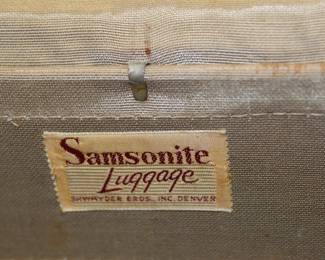 Samsonite
Luggage
SHWAYDER BROS., INC. DENVER